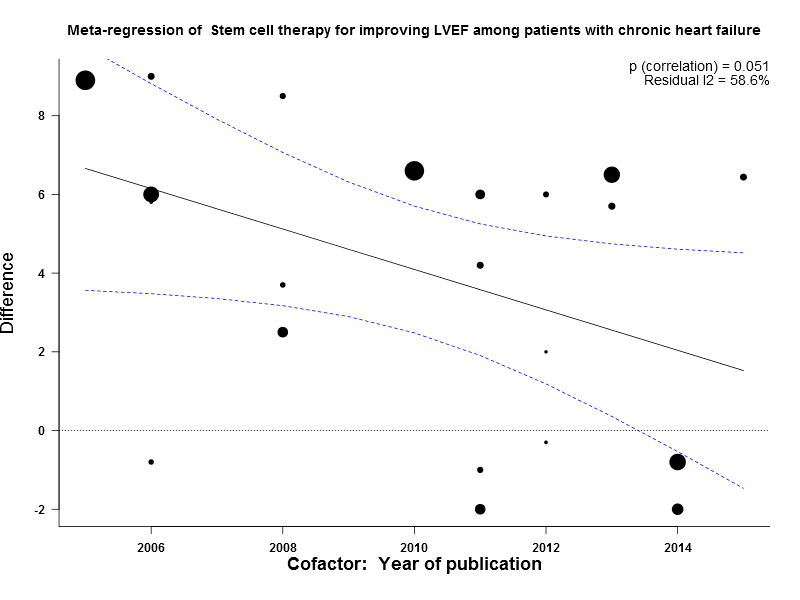 Meta-regression of  Stem cell therapy for improving LVEF among patients with chronic heart failure
p (correlation) = 0.051
Residual I2 = 58.6%
Difference
8
6
4
2
0
-2
2006 2008 2010 2012 2014
Cofactor:  Year of publication